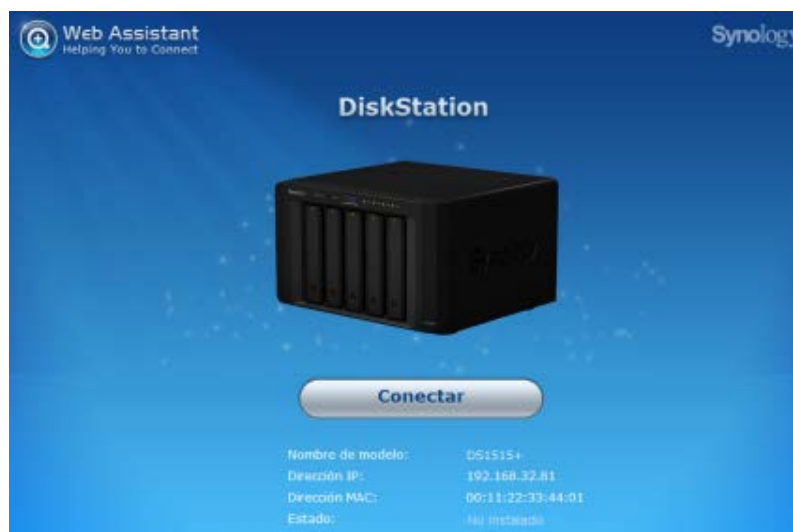 Web Assistant
Helping You to Connect
Synology
DiskStation
Conectar
Nombre de modelo: DS1515+
Dirección IP: 192.168.32.81
Dirección MAC: 00:11:22:33:44:01
Estado: No instalado